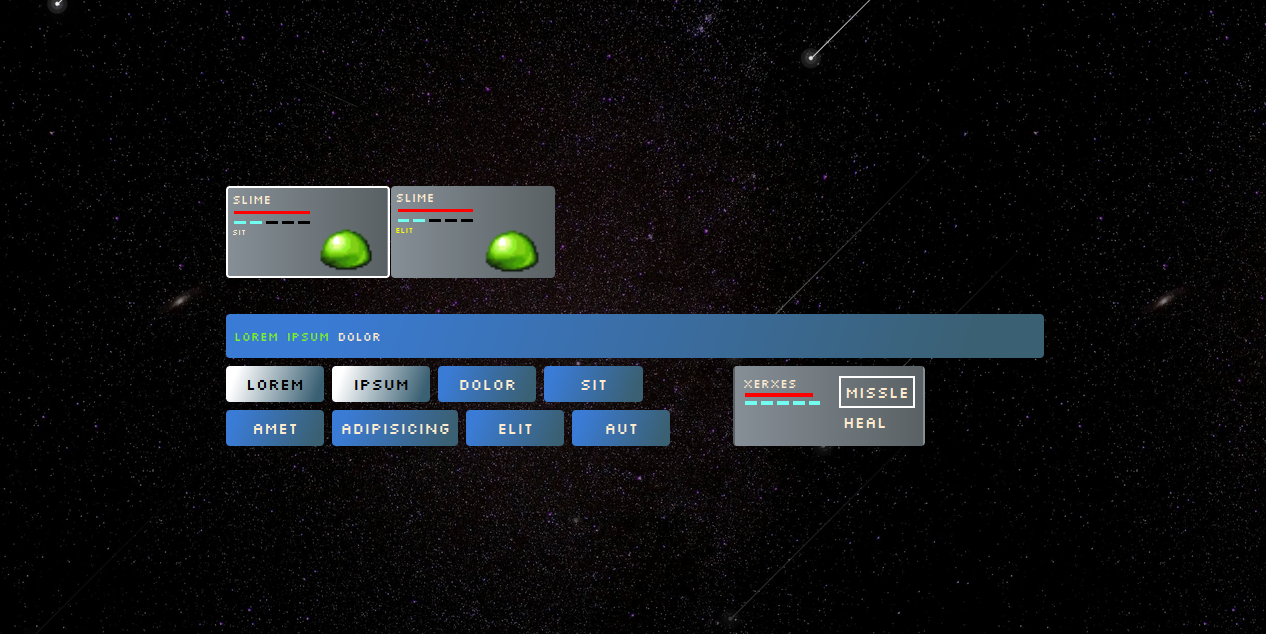 SLIME
SIT
SLIME
ELIT
LOREM IPSUM DOLOR
LOREM IPSUM DOLOR SIT
AMET ADIPISICING ELIT AUT
XERXES
MISSLE
HEAL